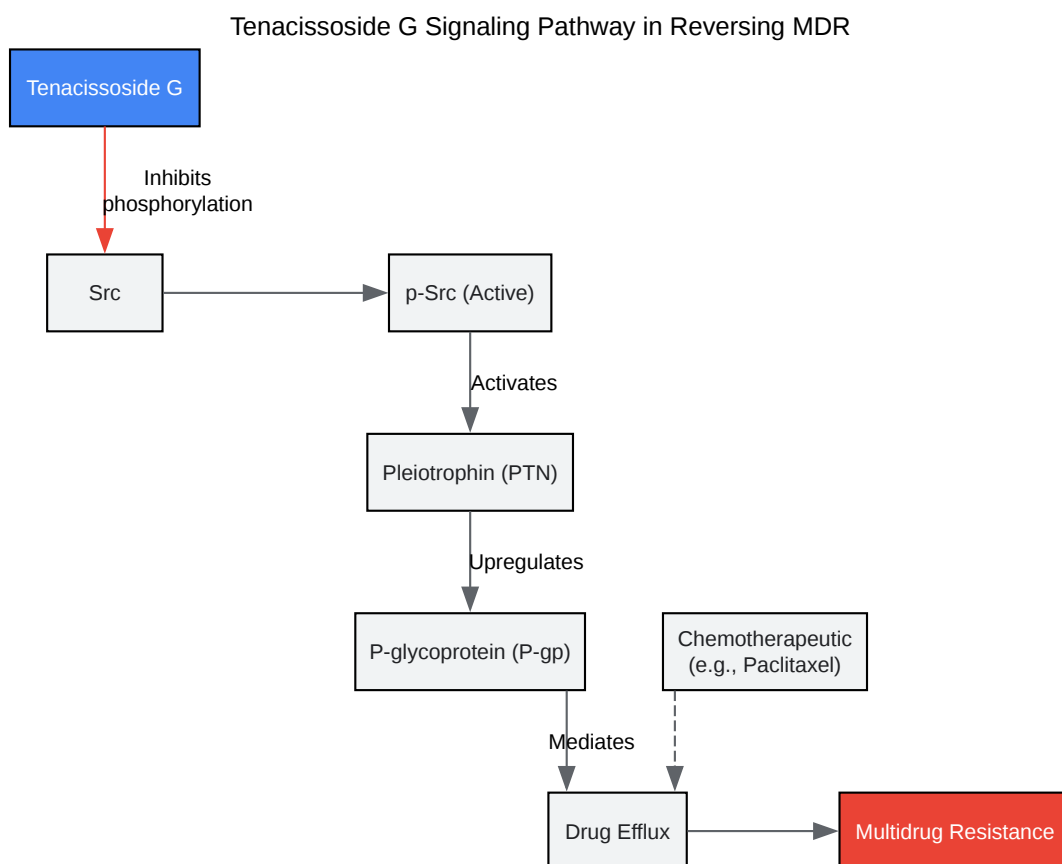 Tenacissoside G Signaling Pathway in Reversing MDR
Tenacissoside G
Inhibits
phosphorylation
Src
p-Src (Active)
Activates
Pleiotrophin (PTN)
Upregulates
P-glycoprotein (P-gp)
Chemotherapeutic
(e.g., Paclitaxel)
Mediates
Drug Efflux
Multidrug Resistance